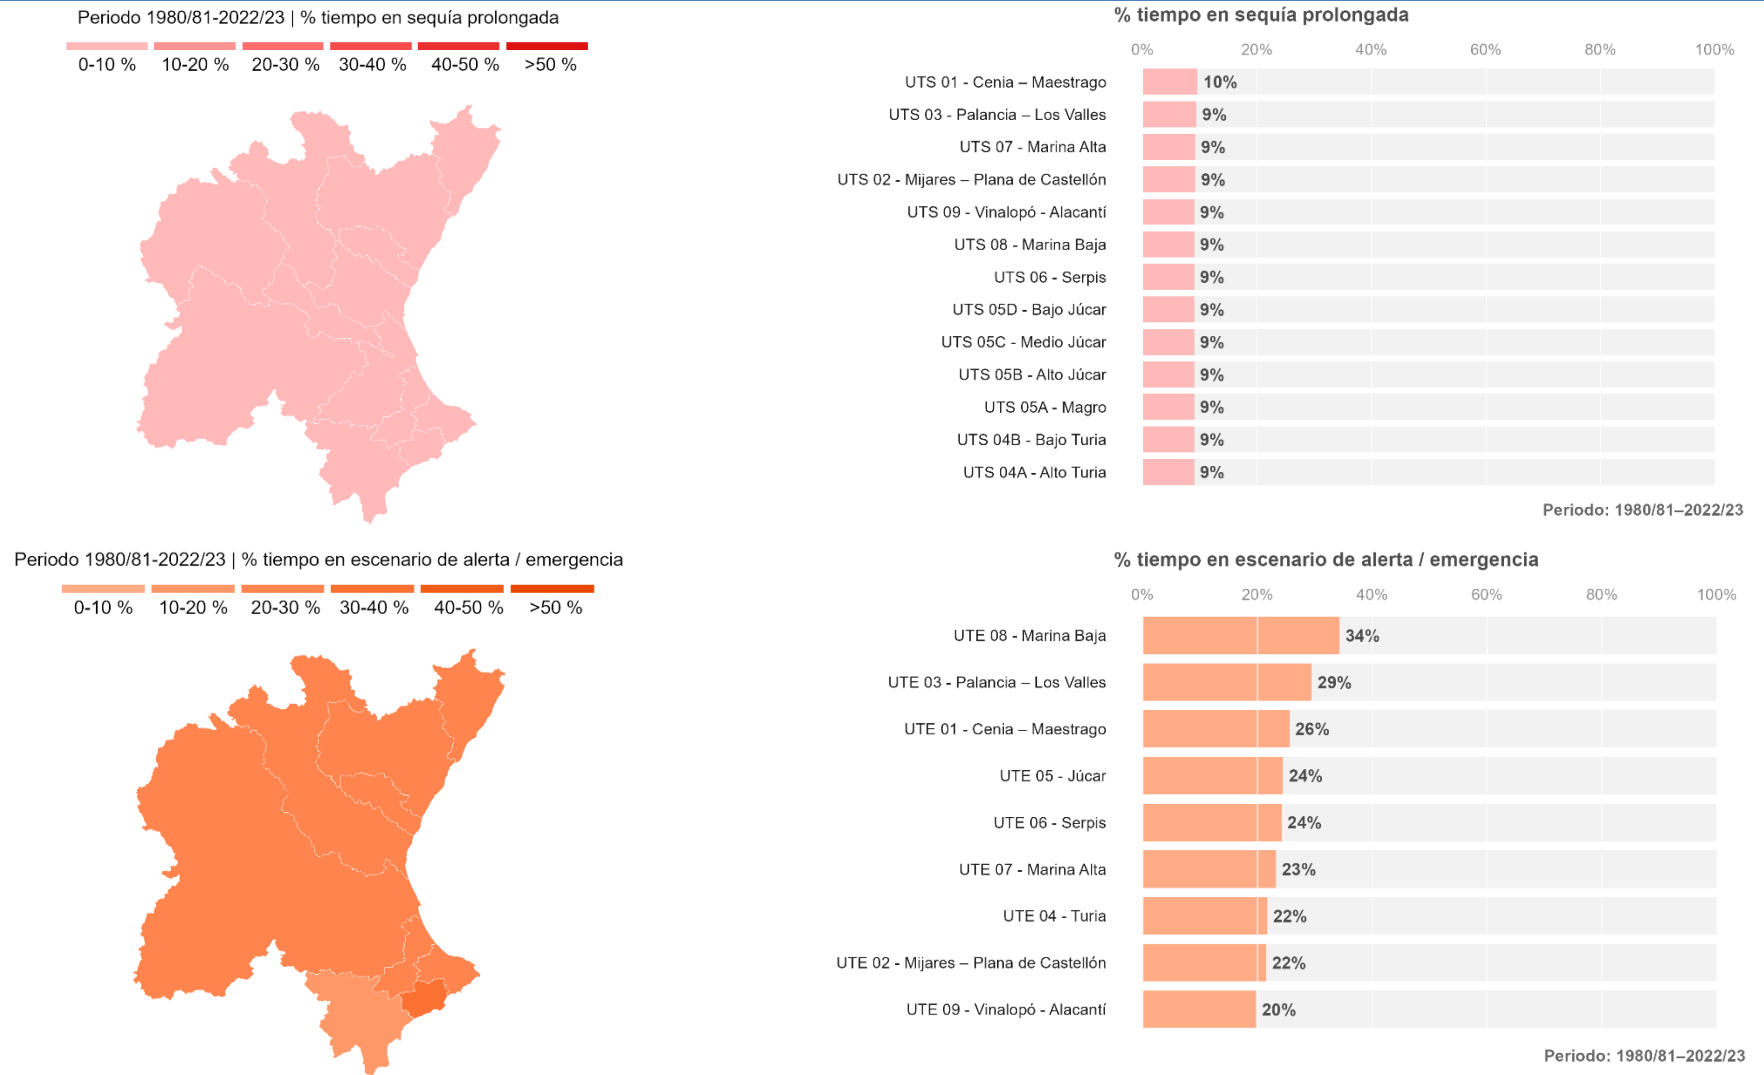 Periodo 1980/81-2022/23 | % tiempo en sequía prolongada
0-10 % 10-20 % 20-30 % 30-40 % 40-50 % >50 %
% tiempo en sequía prolongada
0% 20% 40% 60% 80% 100%
UTS 01 - Cenia – Maestrago 10%
UTS 03 - Palancia – Los Valles 9%
UTS 07 - Marina Alta 9%
UTS 02 - Mijares – Plana de Castellón 9%
UTS 09 - Vinalopó - Alacantí 9%
UTS 08 - Marina Baja 9%
UTS 06 - Serpis 9%
UTS 05D - Bajo Júcar 9%
UTS 05C - Medio Júcar 9%
UTS 05B - Alto Júcar 9%
UTS 05A - Magro 9%
UTS 04B - Bajo Turia 9%
UTS 04A - Alto Turia 9%
Periodo: 1980/81–2022/23
Periodo 1980/81-2022/23 | % tiempo en escenario de alerta / emergencia
0-10 % 10-20 % 20-30 % 30-40 % 40-50 % >50 %
% tiempo en escenario de alerta / emergencia
0% 20% 40% 60% 80% 100%
UTE 08 - Marina Baja 34%
UTE 03 - Palancia – Los Valles 29%
UTE 01 - Cenia – Maestrago 26%
UTE 05 - Júcar 24%
UTE 06 - Serpis 24%
UTE 07 - Marina Alta 23%
UTE 04 - Turia 22%
UTE 02 - Mijares – Plana de Castellón 22%
UTE 09 - Vinalopó - Alacantí 20%
Periodo: 1980/81–2022/23